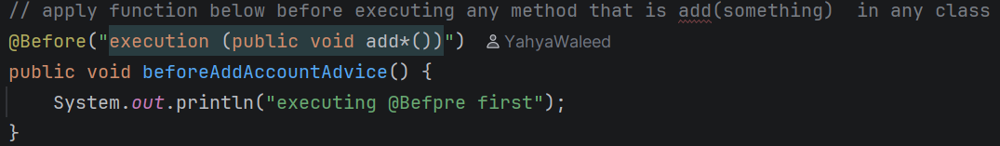 // apply function below before executing any method that is add(something)  in any class
@Before("execution (public void add*())")  YahyaWaleed
public void beforeAddAccountAdvice() {
    System.out.println("executing @Befpre first");
}